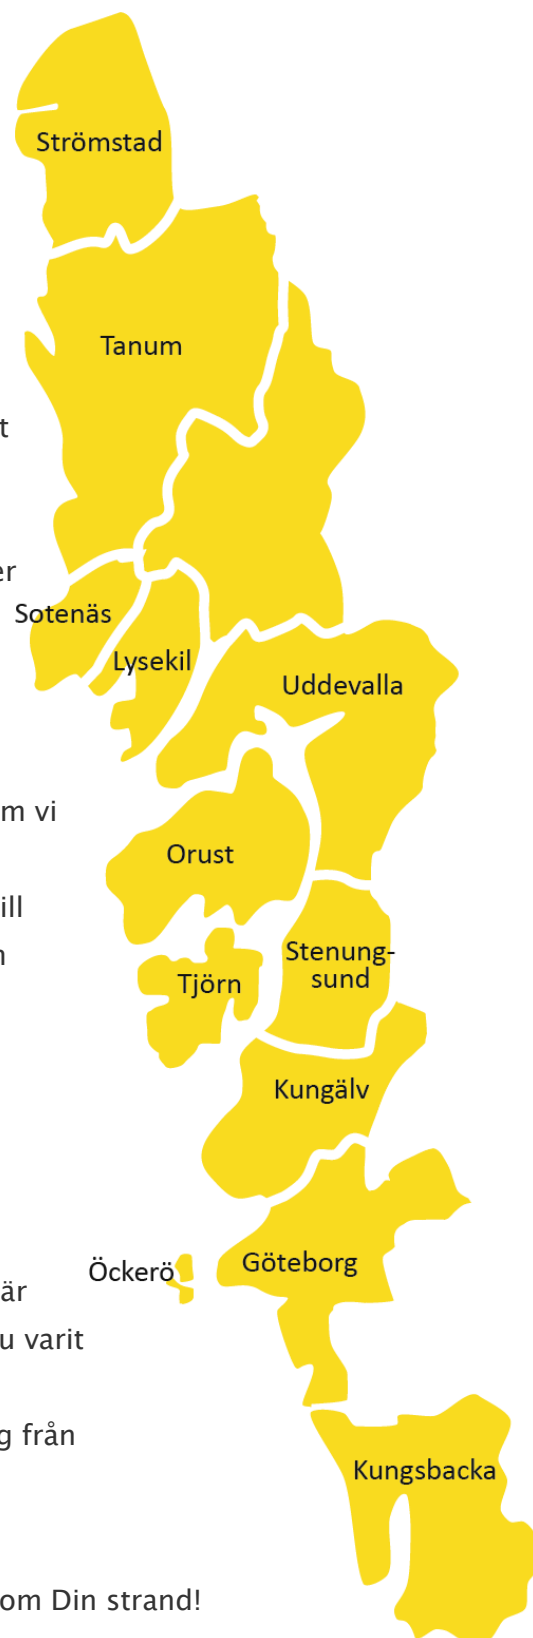 Strömstad
Tanum
t
er
Sotenäs
Lysekil
Uddevalla
m vi
Orust
ill
n
Stenung-
sund
Tjörn
Kungälv
Öckerö
Göteborg
är
u varit
g från
Kungsbacka
om Din strand!